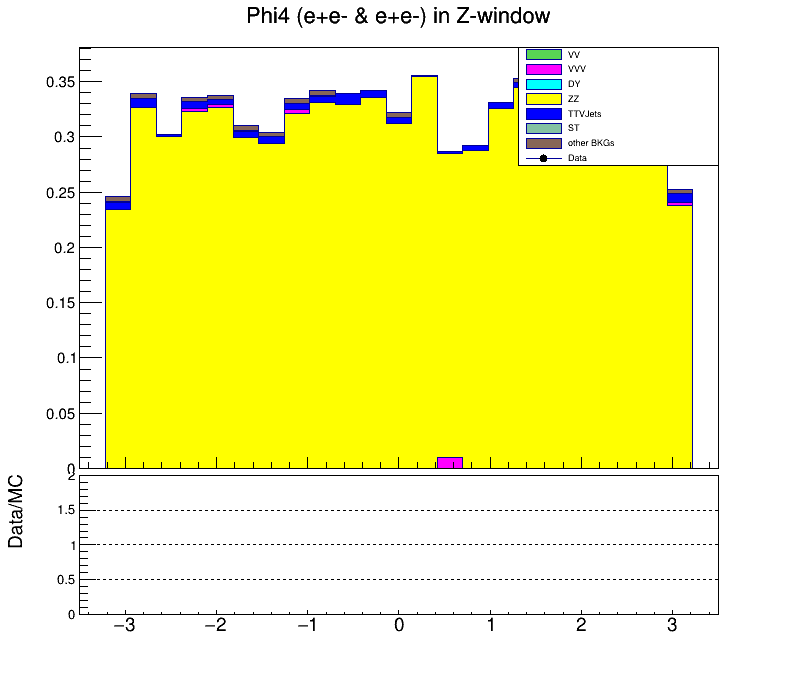 Phi4 (e+e- & e+e-) in Z-window
VV
VVV
DY
ZZ
TTVJets
ST
other BKGs
Data
0.35
0.3
0.25
0.2
0.15
0.1
0.05
0
Data/MC
2
1.5
1
0.5
0
−3 −2 −1 0 1 2 3